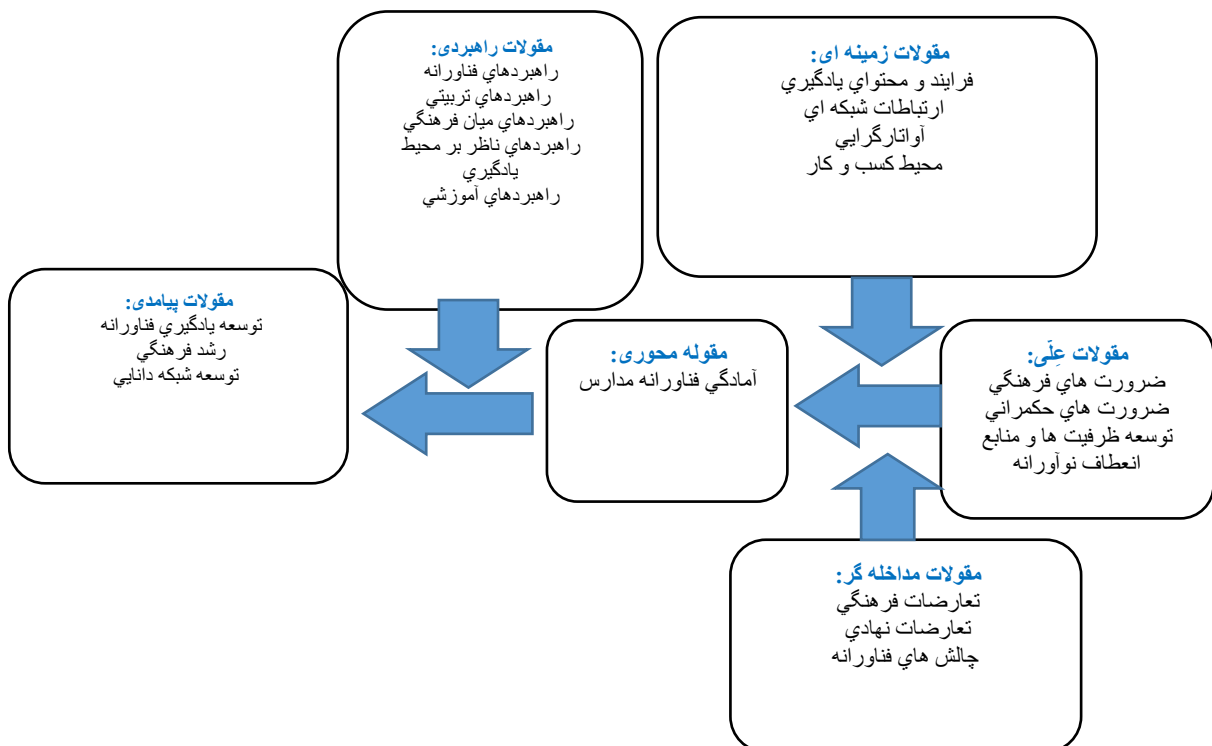 مقولات زمینه ای:
فرايند و محتواي يادگيري
ارتباطات شبكه اي
آواتارگرايي
محيط كسب و كار
مقولات راهبردی:
راهبردهاي فناورانه
راهبردهاي تربيتي
راهبردهاي ميان فرهنگي
راهبردهاي ناظر بر محيط
يادگيري
راهبردهاي آموزشي
مقولات عِلّی:
ضرورت هاي فرهنگي
ضرورت هاي حكمراني
توسعه ظرفيت ها و منابع
انعطاف نوآورانه
مقوله محوری:
آمادگي فناورانه مدارس
مقولات پیامدی:
توسعه يادگيري فناورانه
رشد فرهنگي
توسعه شبكه دانايي
مقولات مداخله گر:
تعارضات فرهنگي
تعارضات نهادي
چالش هاي فناورانه